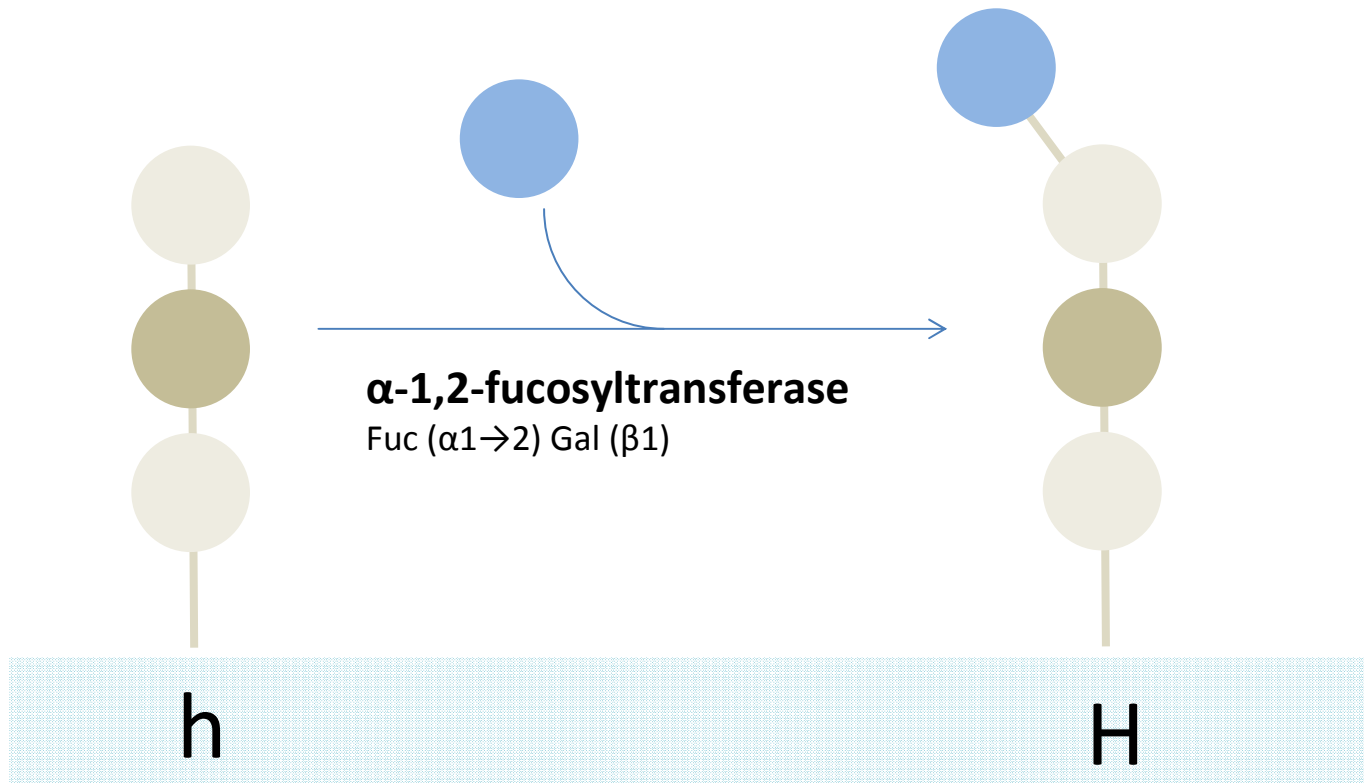 α-1,2-fucosyltransferase
Fuc (α1→2) Gal (β1)
h
H